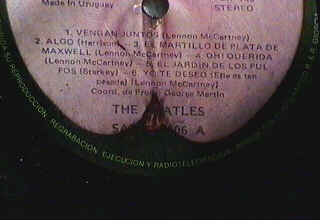 Made in Uruguay
STEREO
1. VENGAN JUNTOS (Lennon-McCartney)
2. ALGO (Harrison) – 3. EL MARTILLO DE PLATA DE
MAXWELL (Lennon-McCartney) – 4. OH! QUERIDA
(Lennon-McCartney) – 5. EL JARDIN DE LOS PUL-
POS (Starkey) – 6. YO TE DESEO (Ella es tan
pesada) (Lennon-McCartney)
Coord. de Prod.: George Martin
THE BEATLES
A
SU REPRODUCCION, REGRABACION, EJECUCION Y RADIOTELEDIFUSION.